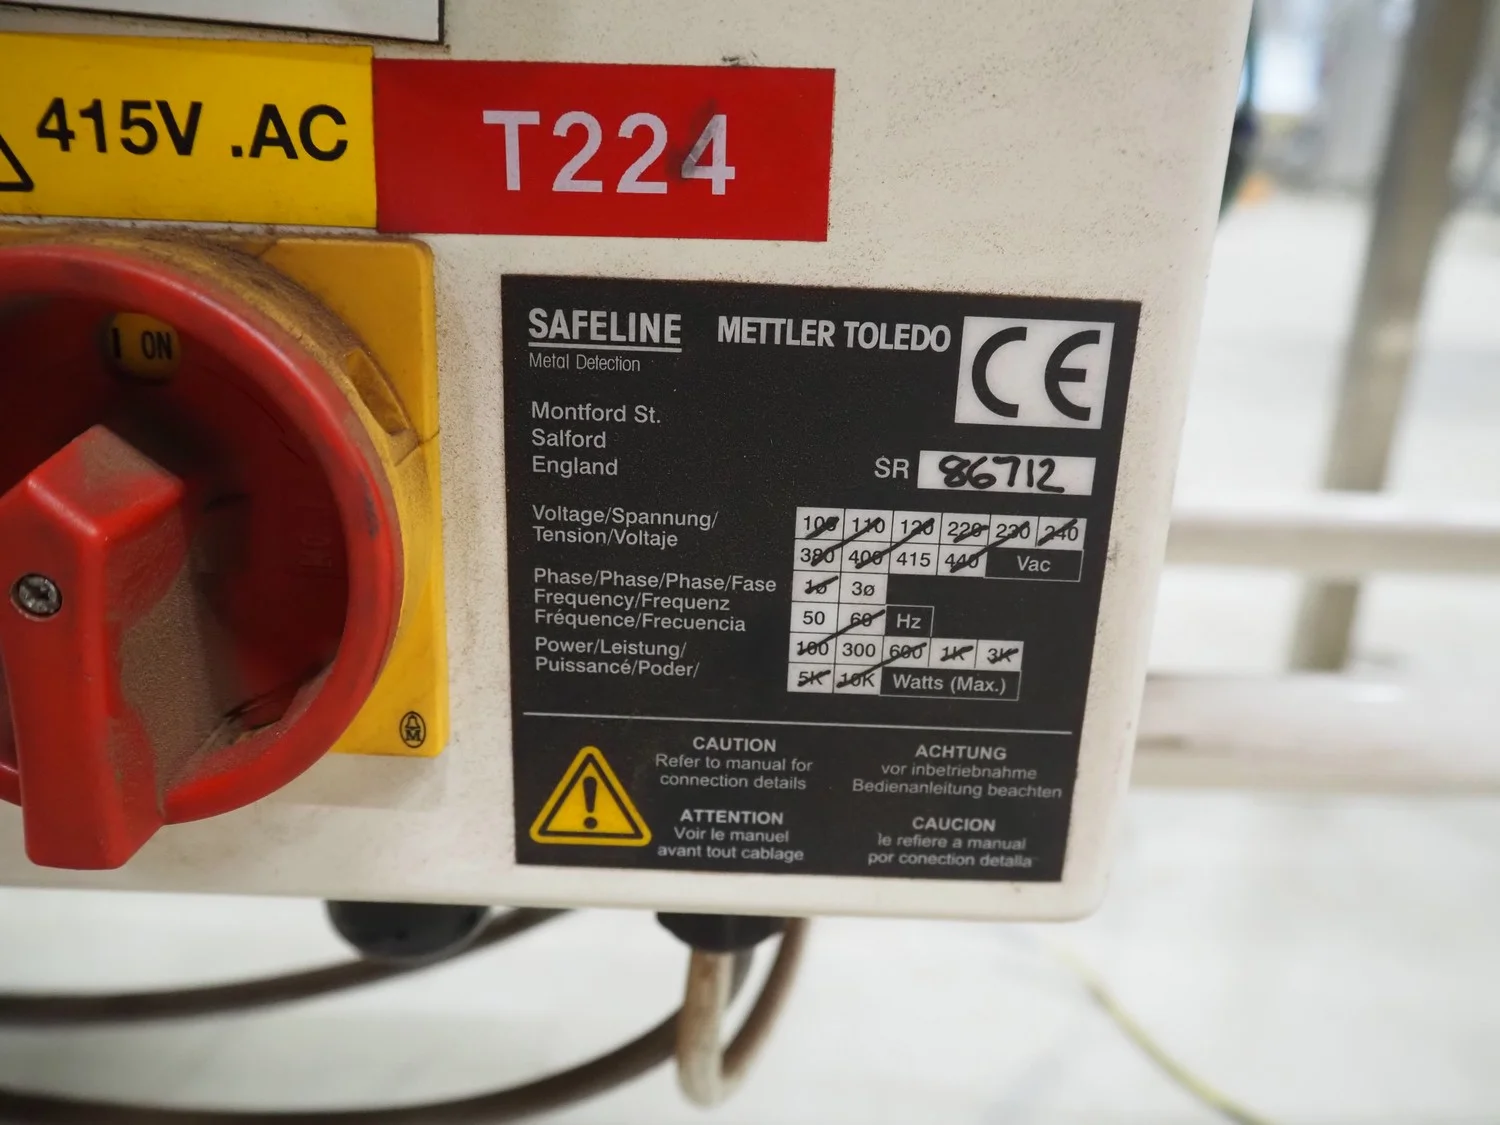 415V .AC
T224
I ON
SAFELINE
Metal Detection
METTLER TOLEDO
CE
Montford St.
Salford
England
SR 86712
Voltage/Spannung/
Tension/Voltaje
100 110 120 220 230 240
380 400 415 440 Vac
Phase/Phase/Phase/Fase
1ø 3ø
Frequency/Frequenz
Fréquence/Frecuencia
50 60 Hz
Power/Leistung/
Puissancé/Poder/
100 300 600 1K 3K
5K 10K Watts (Max.)
CAUTION
Refer to manual for
connection details
ATTENTION
Voir le manuel
avant tout cablage
ACHTUNG
vor inbetriebnahme
Bedienanleitung beachten
CAUCION
le refiere a manual
por conection detalla